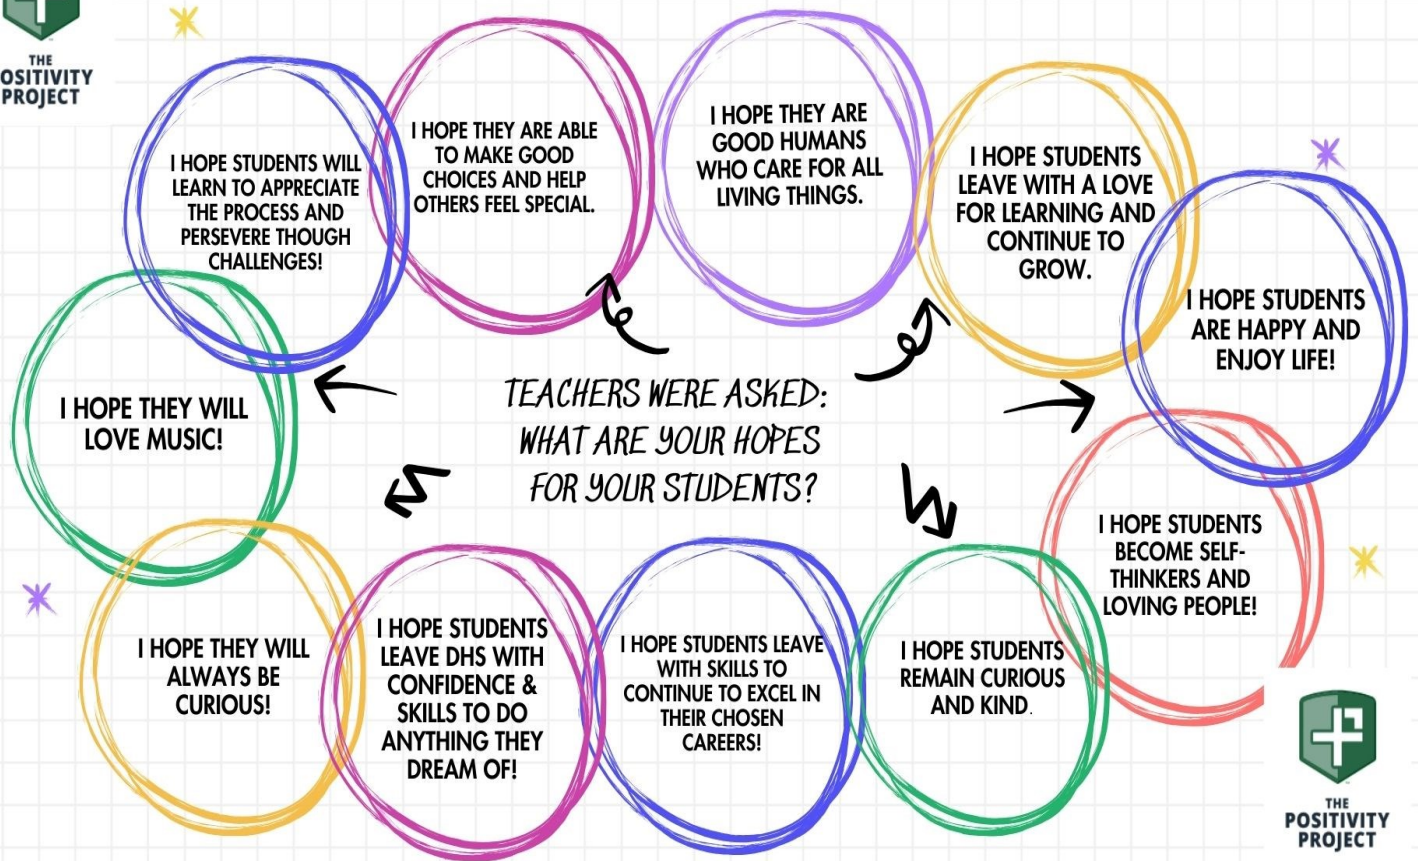 THE
OSITIVITY
PROJECT
I HOPE STUDENTS WILL
LEARN TO APPRECIATE
THE PROCESS AND
PERSEVERE THOUGH
CHALLENGES!
I HOPE THEY ARE ABLE
TO MAKE GOOD
CHOICES AND HELP
OTHERS FEEL SPECIAL.
I HOPE THEY ARE
GOOD HUMANS
WHO CARE FOR ALL
LIVING THINGS.
I HOPE STUDENTS
LEAVE WITH A LOVE
FOR LEARNING AND
CONTINUE TO
GROW.
I HOPE STUDENTS
ARE HAPPY AND
ENJOY LIFE!
I HOPE THEY WILL
LOVE MUSIC!
TEACHERS WERE ASKED:
WHAT ARE YOUR HOPES
FOR YOUR STUDENTS?
I HOPE STUDENTS
BECOME SELF-
THINKERS AND
LOVING PEOPLE!
I HOPE THEY WILL
ALWAYS BE
CURIOUS!
I HOPE STUDENTS
LEAVE DHS WITH
CONFIDENCE &
SKILLS TO DO
ANYTHING THEY
DREAM OF!
I HOPE STUDENTS LEAVE
WITH SKILLS TO
CONTINUE TO EXCEL IN
THEIR CHOSEN
CAREERS!
I HOPE STUDENTS
REMAIN CURIOUS
AND KIND.
THE
POSITIVITY
PROJECT